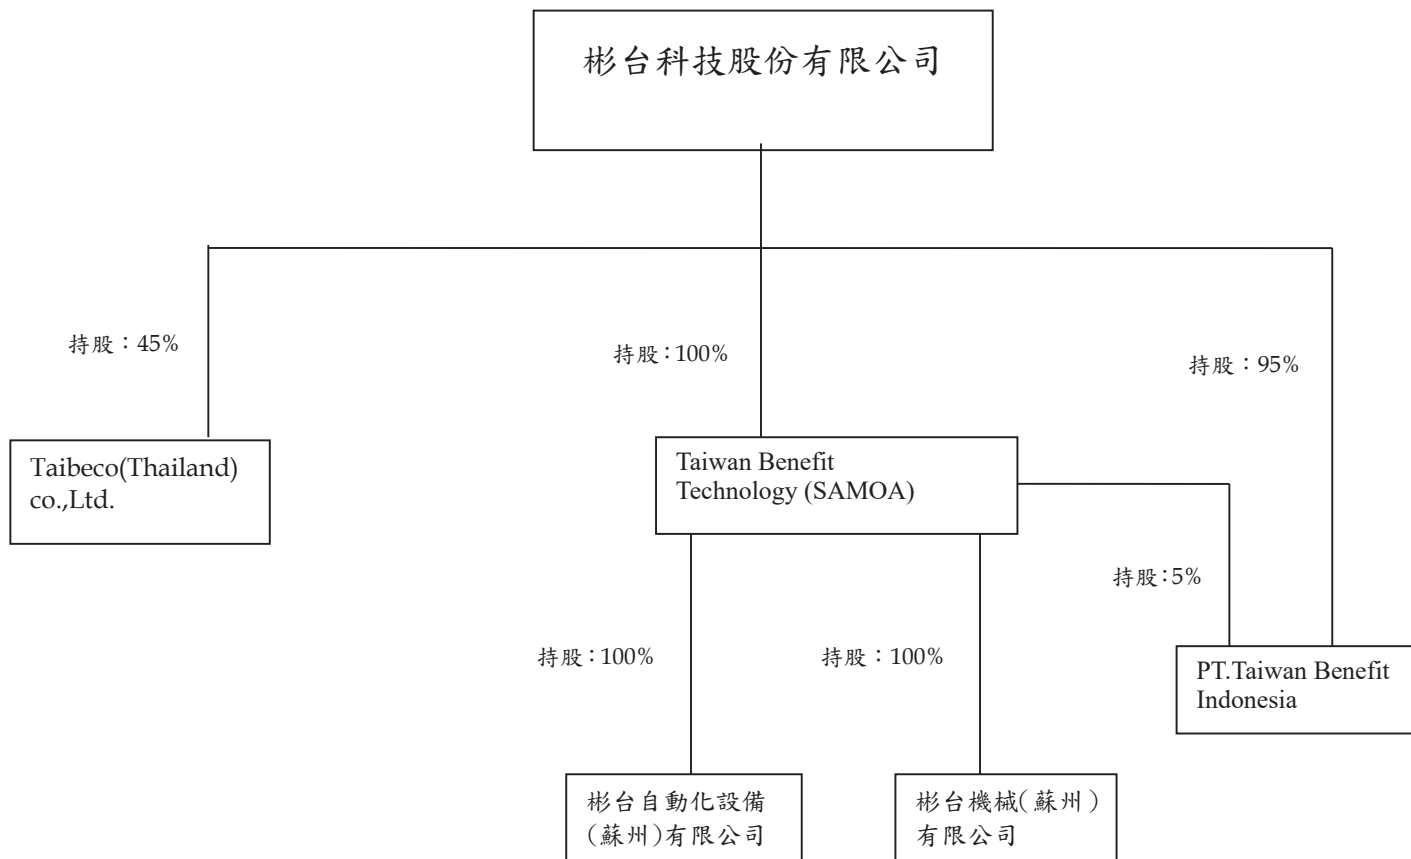 彬台科技股份有限公司
持股：45%
持股：100%
持股：95%
Taibeco(Thailand)
co.,Ltd.
Taiwan Benefit
Technology (SAMOA)
持股：5%
持股：100%
持股：100%
PT.Taiwan Benefit
Indonesia
彬台自動化設備
(蘇州)有限公司
彬台機械(蘇州)
有限公司